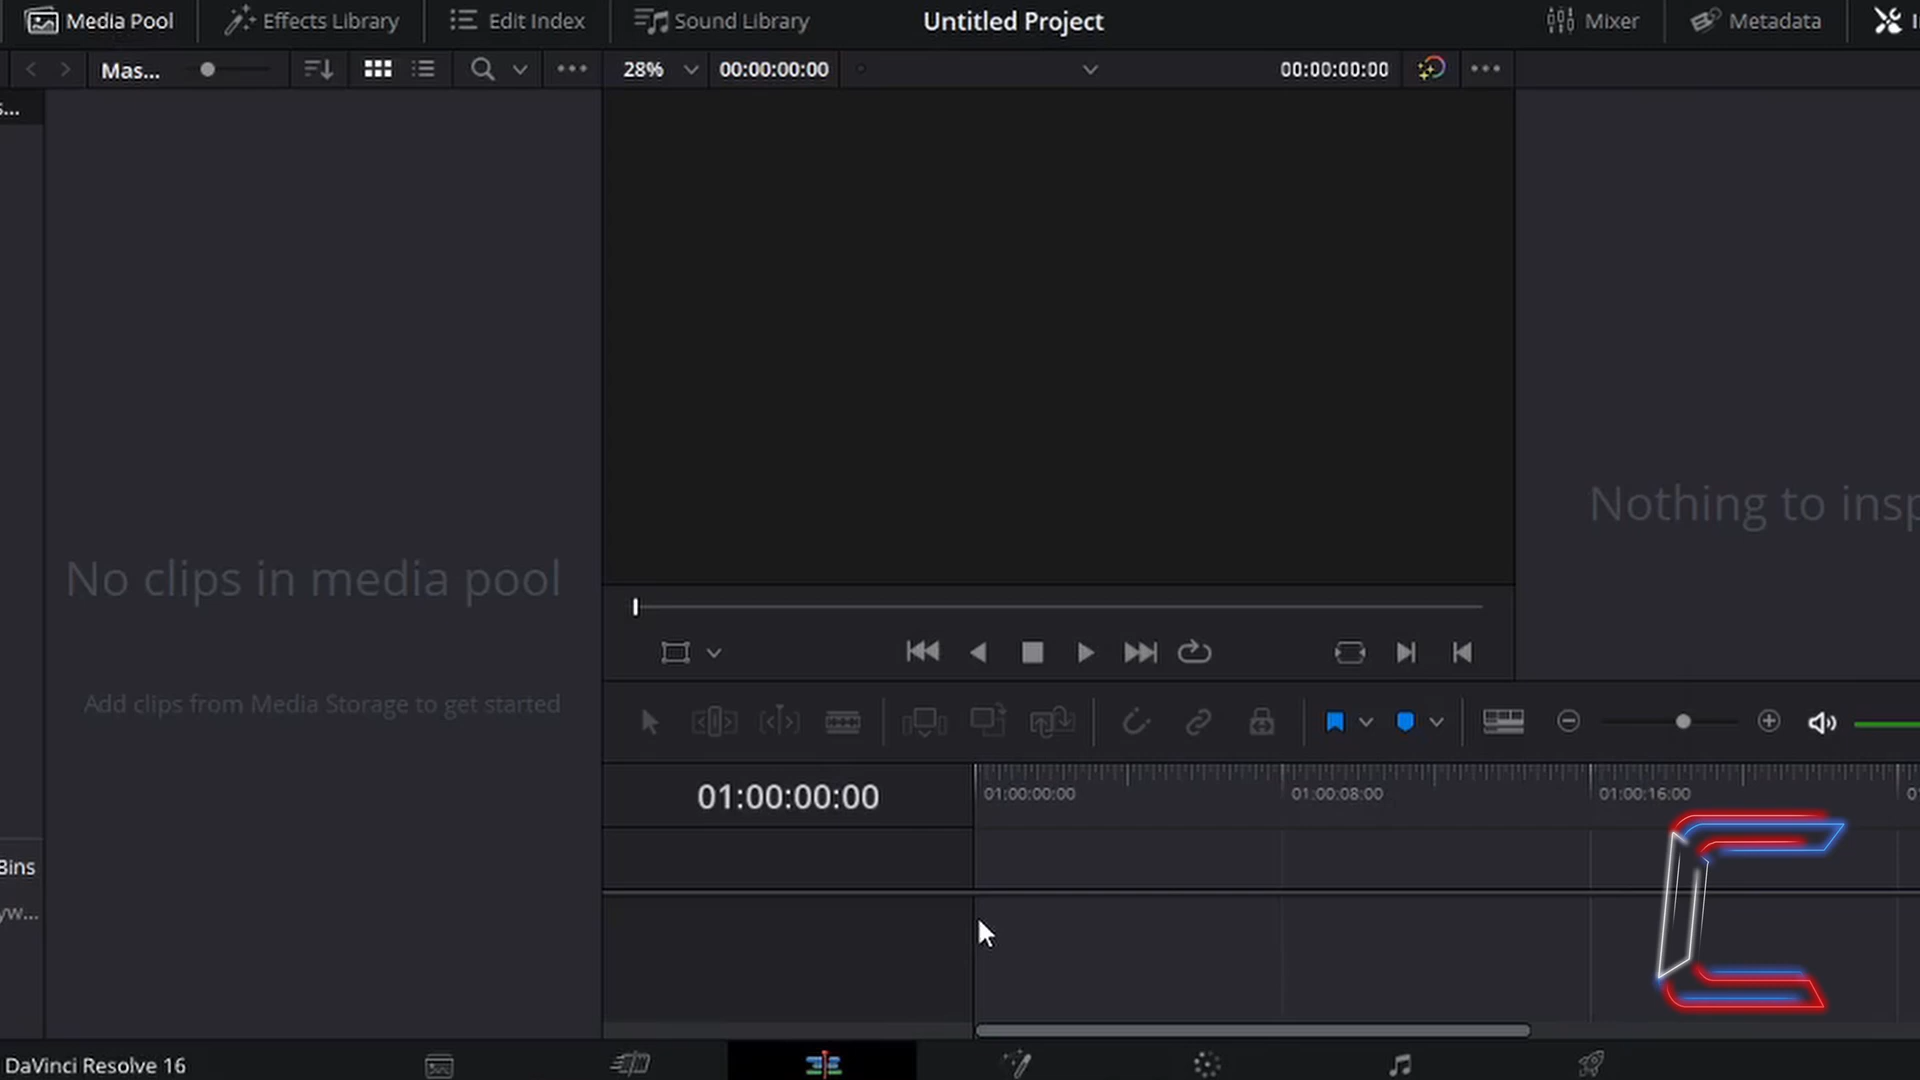 Media Pool
Effects Library
Edit Index
Sound Library
Untitled Project
Mixer
Metadata
Mas...
28%
00:00:00:00
00:00:00:00
s...
Nothing to insp
No clips in media pool
Add clips from Media Storage to get started
01:00:00:00
01:00:00:00
01:00:08:00
01:00:16:00
Bins
yw...
DaVinci Resolve 16